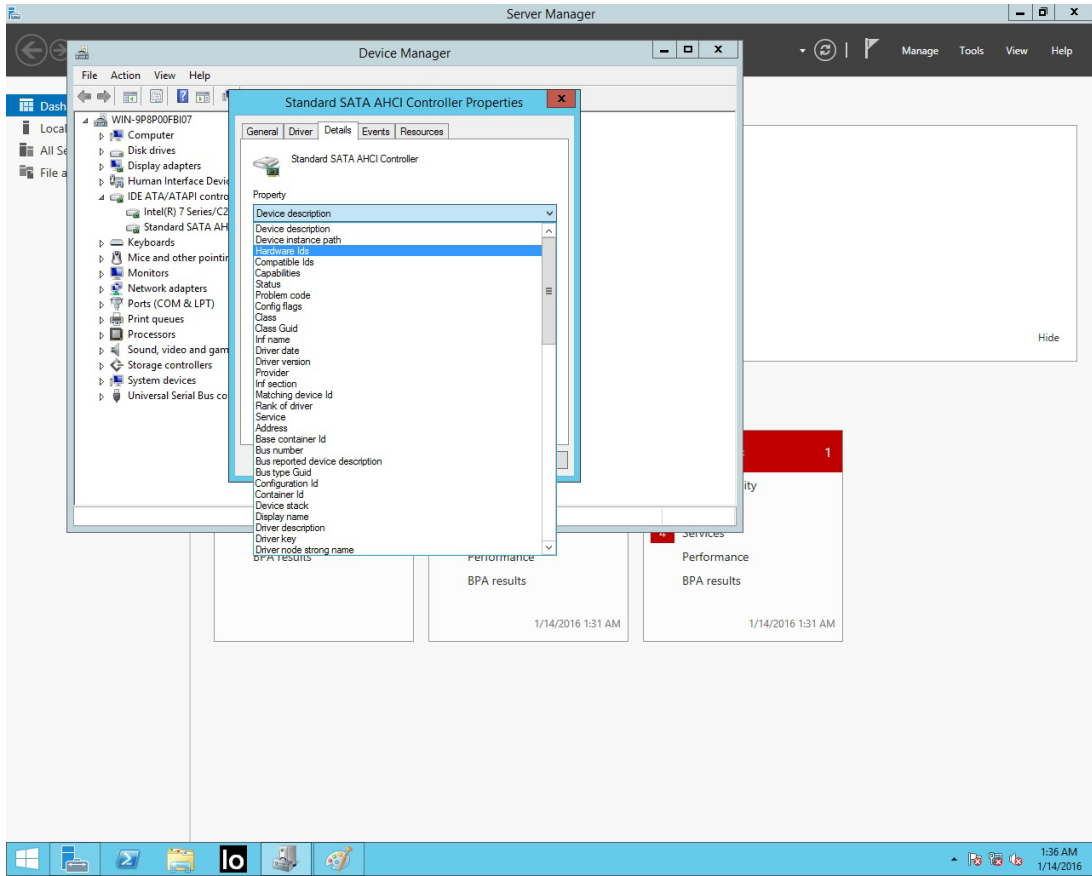 Server Manager
Manage Tools View Help
Dash
Local
All Se
File a
Device Manager
File Action View Help
WIN-9P8P00FBI07
Computer
Disk drives
Display adapters
Human Interface Devic
IDE ATA/ATAPI contro
Intel(R) 7 Series/C2
Standard SATA AH
Keyboards
Mice and other pointin
Monitors
Network adapters
Ports (COM & LPT)
Print queues
Processors
Sound, video and gam
Storage controllers
System devices
Universal Serial Bus co
Standard SATA AHCI Controller Properties
General Driver Details Events Resources
Standard SATA AHCI Controller
Property
Device description
Device description
Device instance path
Hardware Ids
Compatible Ids
Capabilities
Status
Problem code
Config flags
Class
Class Guid
Inf name
Driver date
Driver version
Provider
Inf section
Matching device Id
Rank of driver
Service
Address
Base container Id
Bus number
Bus reported device description
Bus type Guid
Configuration Id
Container Id
Device stack
Display name
Driver description
Driver key
Driver node strong name
Hide
1
ity
4 Services
BPA results
Performance
BPA results
1/14/2016 1:31 AM
Performance
BPA results
1/14/2016 1:31 AM
lo
1:36 AM
1/14/2016